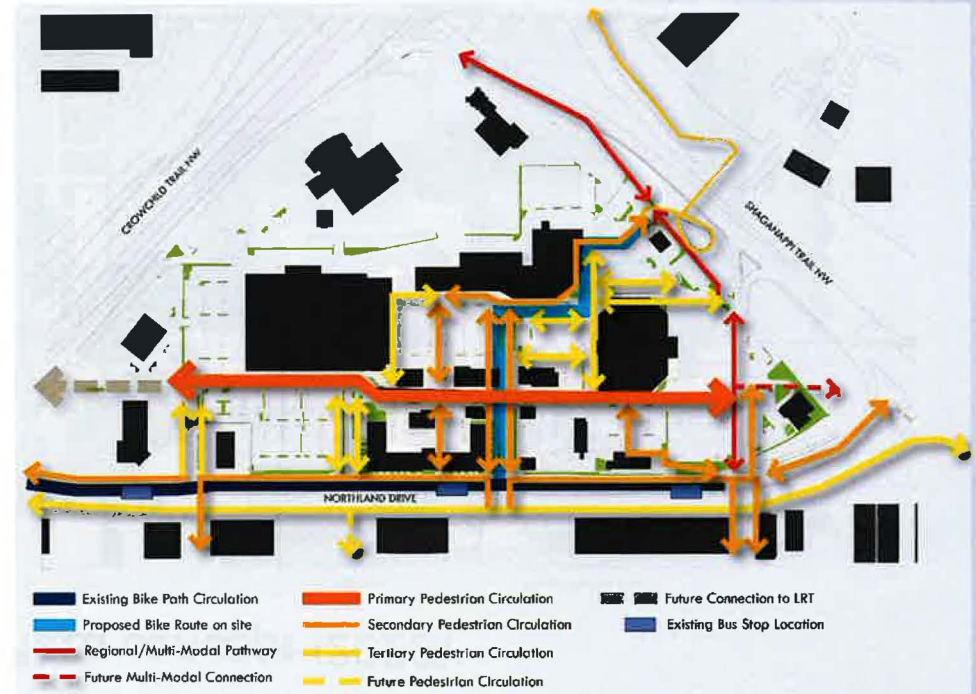 CROWCHILD TRAIL NW
SHAGANAPPI TRAIL NW
NORTHLAND DRIVE
Existing Bike Path Circulation
Proposed Bike Route on site
Regional/Multi-Modal Pathway
Future Multi-Modal Connection
Primary Pedestrian Circulation
Secondary Pedestrian Circulation
Tertiary Pedestrian Circulation
Future Pedestrian Circulation
Future Connection to LRT
Existing Bus Stop Location